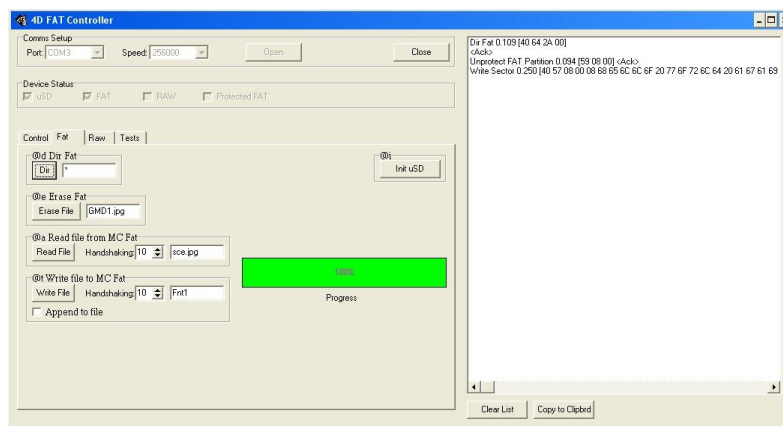 4D FAT Controller
Comms Setup
Port: COM3 Speed: 256000 Open Close
Device Status
uSD FAT RAW Protected FAT
Control Fat Raw Tests
@d Dir Fat
Dir *
@i
Init uSD
@e Erase Fat
Erase File GMD1.jpg
@a Read file from MC Fat
Read File Handshaking: 10 sce.jpg
@t Write file to MC Fat
Write File Handshaking: 10 Fnt1
Append to file
100%
Progress
Dir Fat 0.109 [40 64 2A 00]
<Ack>
Unprotect FAT Partition 0.094 [59 08 00] <Ack>
Write Sector 0.250 [40 57 08 00 08 68 65 6C 6C 6F 20 77 6F 72 6C 64 20 61 67 61 69
Clear List Copy to Clipbrd